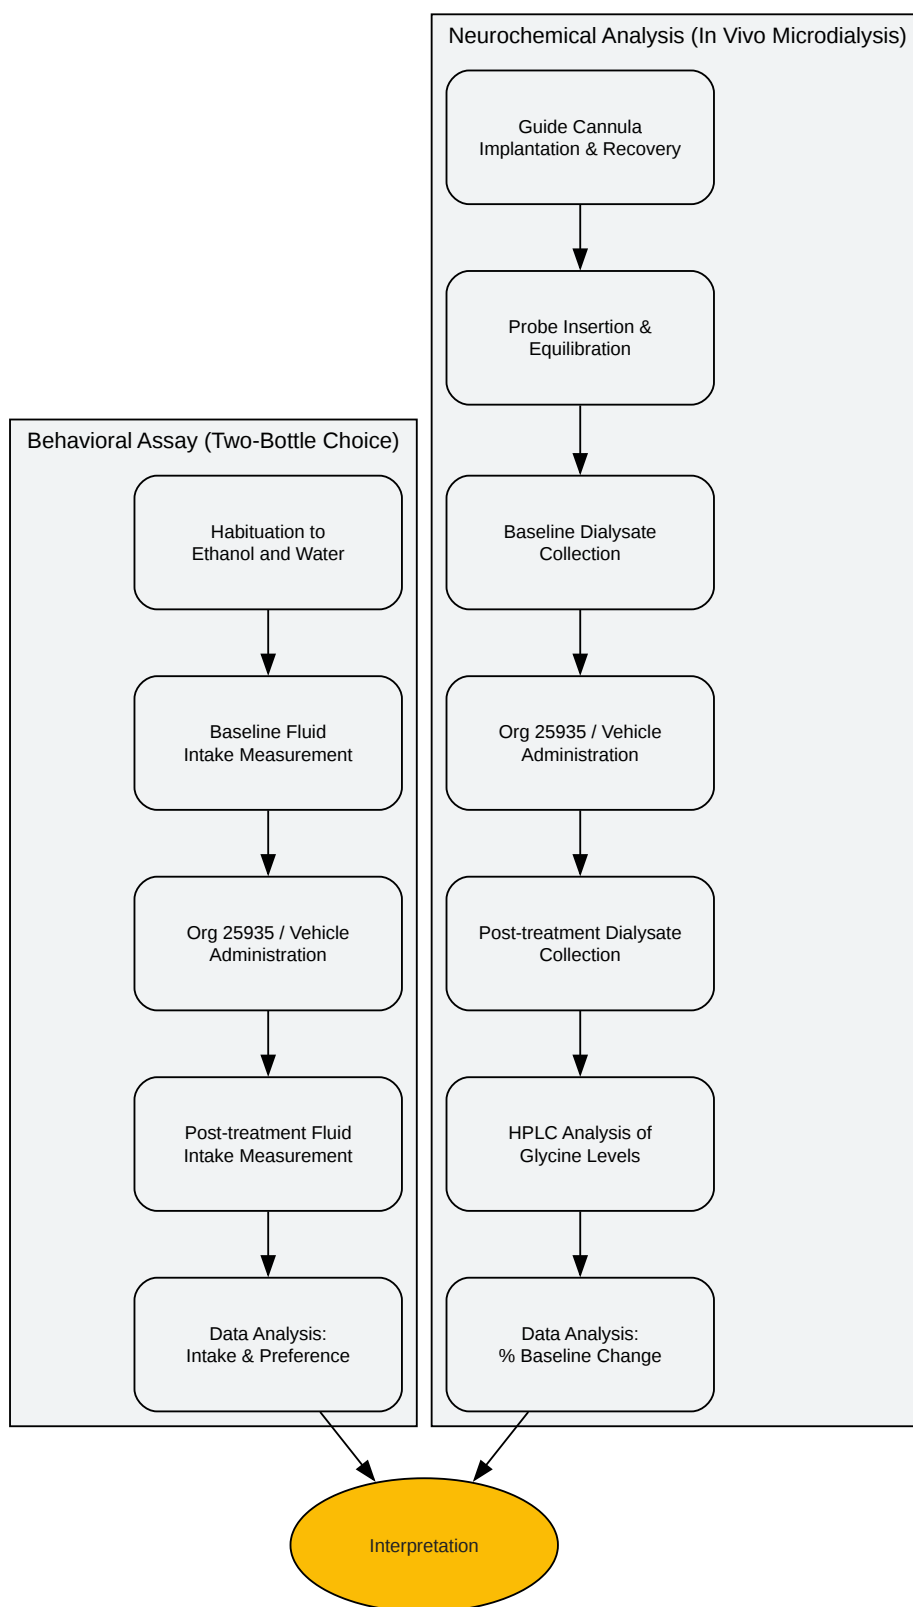 Neurochemical Analysis (In Vivo Microdialysis)
Guide Cannula
Implantation & Recovery
Probe Insertion &
Equilibration
Baseline Dialysate
Collection
Org 25935 / Vehicle
Administration
Post-treatment Dialysate
Collection
HPLC Analysis of
Glycine Levels
Data Analysis:
% Baseline Change
Behavioral Assay (Two-Bottle Choice)
Habituation to
Ethanol and Water
Baseline Fluid
Intake Measurement
Org 25935 / Vehicle
Administration
Post-treatment Fluid
Intake Measurement
Data Analysis:
Intake & Preference
Interpretation